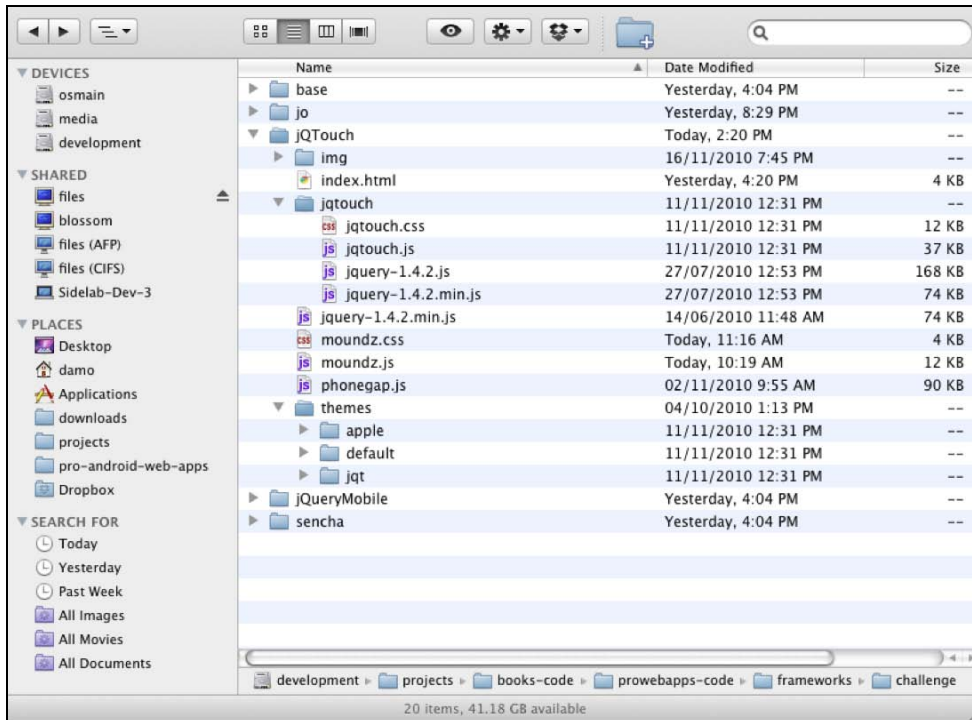 DEVICES
osmain
media
development
SHARED
files
blossom
files (AFP)
files (CIFS)
Sidelab-Dev-3
PLACES
Desktop
damo
Applications
downloads
projects
pro-android-web-apps
Dropbox
SEARCH FOR
Today
Yesterday
Past Week
All Images
All Movies
All Documents
Name Date Modified Size
base Yesterday, 4:04 PM --
jo Yesterday, 8:29 PM --
jQTouch Today, 2:20 PM --
img 16/11/2010 7:45 PM --
index.html Yesterday, 4:20 PM 4 KB
jqtouch 11/11/2010 12:31 PM --
css jqtouch.css 11/11/2010 12:31 PM 12 KB
js jqtouch.js 11/11/2010 12:31 PM 37 KB
js jquery-1.4.2.js 27/07/2010 12:53 PM 168 KB
js jquery-1.4.2.min.js 27/07/2010 12:53 PM 74 KB
js jquery-1.4.2.min.js 14/06/2010 11:48 AM 74 KB
css moundz.css Today, 11:16 AM 4 KB
js moundz.js Today, 10:19 AM 12 KB
js phonegap.js 02/11/2010 9:55 AM 90 KB
themes 04/10/2010 1:13 PM --
apple 11/11/2010 12:31 PM --
default 11/11/2010 12:31 PM --
jqt 11/11/2010 12:31 PM --
jQueryMobile Yesterday, 4:04 PM --
sencha Yesterday, 4:04 PM --
development projects books-code prowebapps-code frameworks challenge
20 items, 41.18 GB available